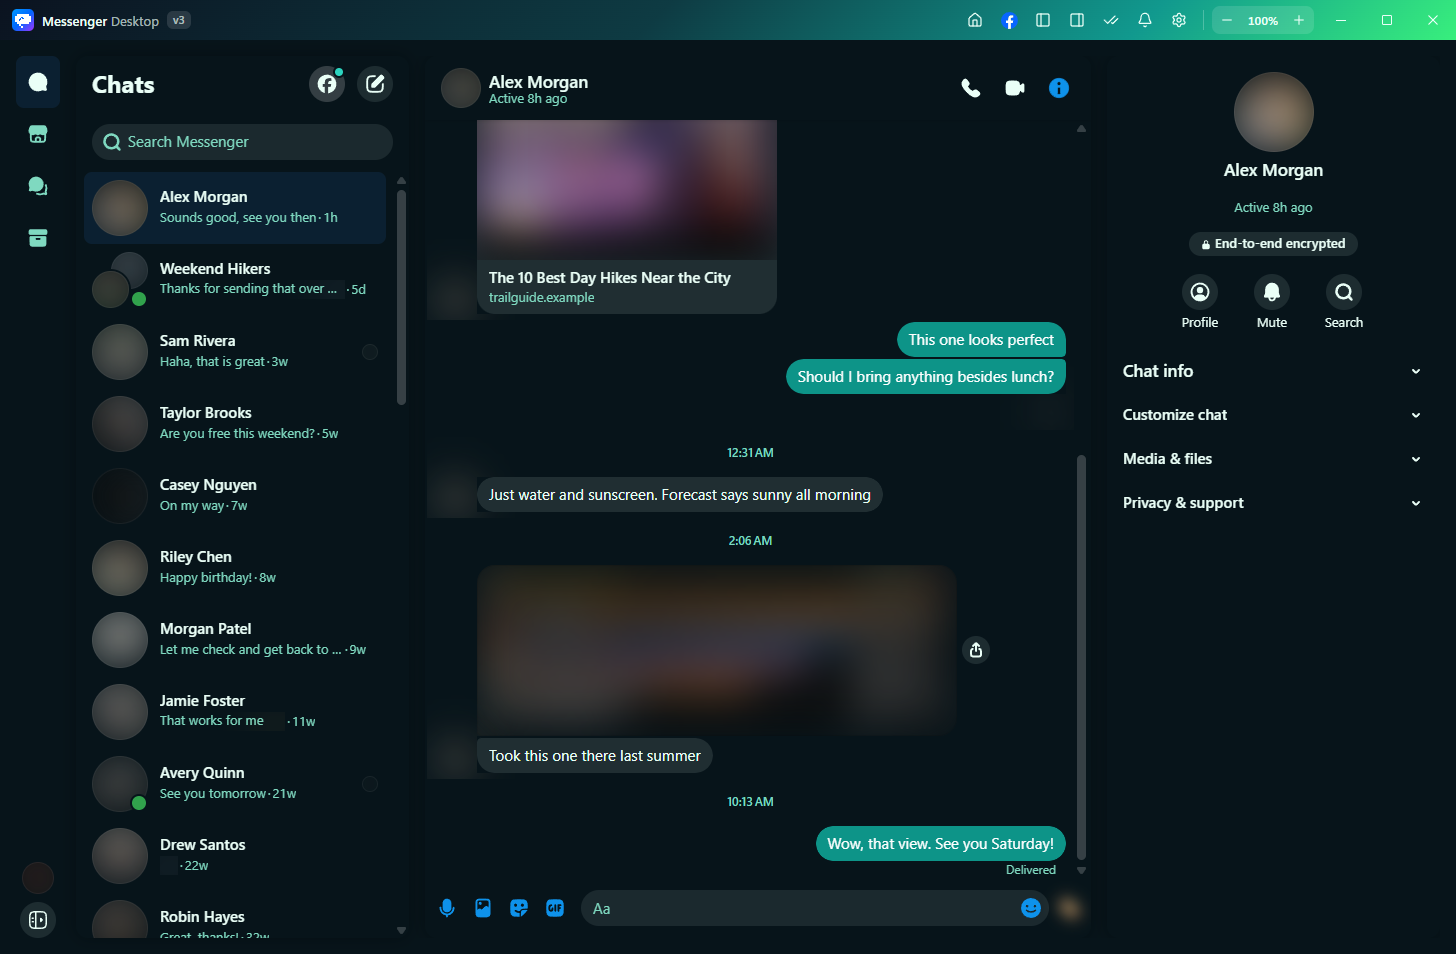 Messenger Desktop v3
100%
Chats
Search Messenger
Alex Morgan
Sounds good, see you then · 1h
Weekend Hikers
Thanks for sending that over ... · 5d
Sam Rivera
Haha, that is great · 3w
Taylor Brooks
Are you free this weekend? · 5w
Casey Nguyen
On my way · 7w
Riley Chen
Happy birthday! · 8w
Morgan Patel
Let me check and get back to ... · 9w
Jamie Foster
That works for me · 11w
Avery Quinn
See you tomorrow · 21w
Drew Santos
· 22w
Robin Hayes
Great, thanks! · 32w
Alex Morgan
Active 8h ago
The 10 Best Day Hikes Near the City
trailguide.example
This one looks perfect
Should I bring anything besides lunch?
12:31 AM
Just water and sunscreen. Forecast says sunny all morning
2:06 AM
Took this one there last summer
10:13 AM
Wow, that view. See you Saturday!
Delivered
GIF
Aa
Alex Morgan
Active 8h ago
End-to-end encrypted
Profile
Mute
Search
Chat info
Customize chat
Media & files
Privacy & support